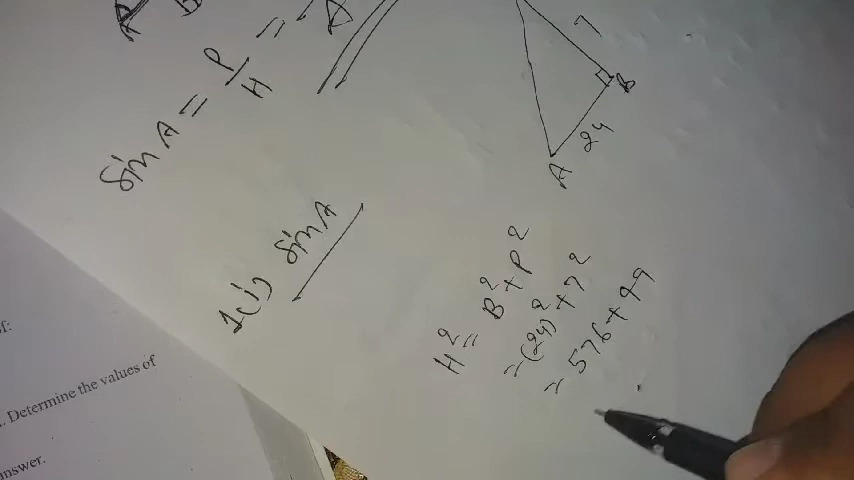 sin A = P/H =
7
B
24
A
1(i) sin A
H² = B² + P²
= (24)² + 7²
= 576 + 49
f:
. Determine the values of
nswer.